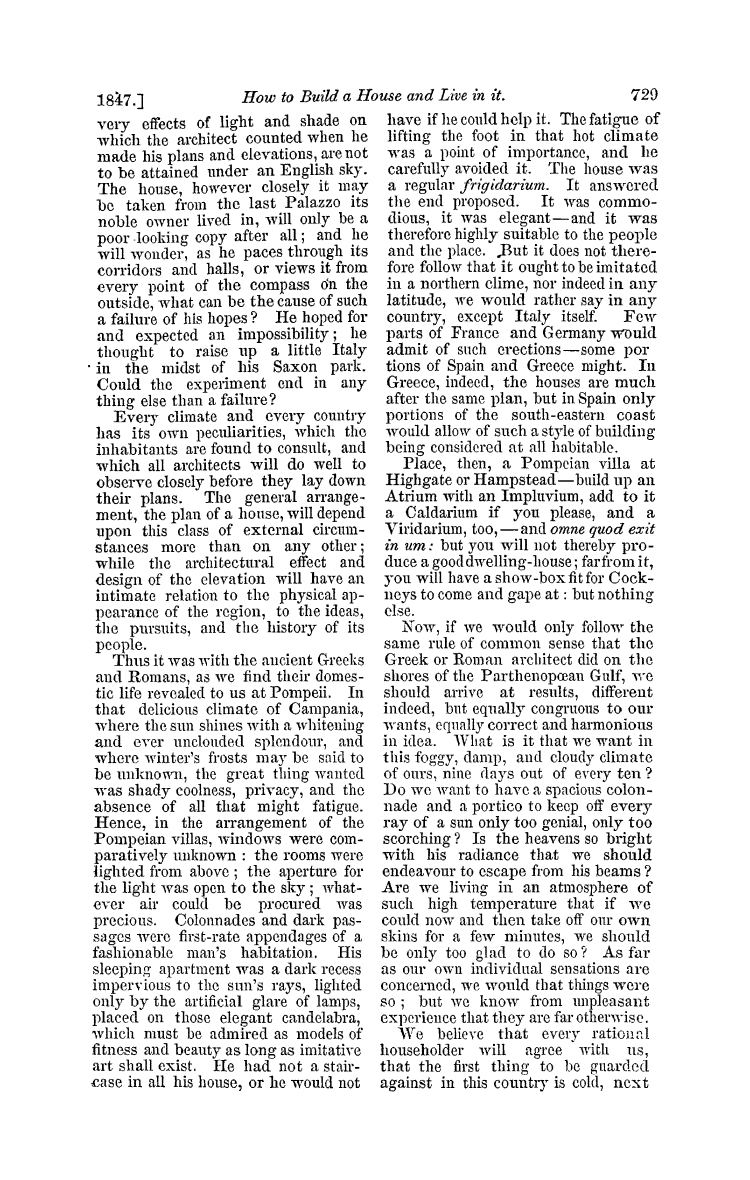 1847.] How to Build a House and Live in it. 729
very effects of light and shade on
which the architect counted when he
made his plans and elevations, are not
to be attained under an English sky.
The house, however closely it may
be taken from the last Palazzo its
noble owner lived in, will only be a
poor looking copy after all; and he
will wonder, as he paces through its
corridors and halls, or views it from
every point of the compass on the
outside, what can be the cause of such
a failure of his hopes? He hoped for
and expected an impossibility; he
thought to raise up a little Italy
in the midst of his Saxon park.
Could the experiment end in any
thing else than a failure?
Every climate and every country
has its own peculiarities, which the
inhabitants are found to consult, and
which all architects will do well to
observe closely before they lay down
their plans. The general arrange-
ment, the plan of a house, will depend
upon this class of external circum-
stances more than on any other;
while the architectural effect and
design of the elevation will have an
intimate relation to the physical ap-
pearance of the region, to the ideas,
the pursuits, and the history of its
people.
Thus it was with the ancient Greeks
and Romans, as we find their domes-
tic life revealed to us at Pompeii. In
that delicious climate of Campania,
where the sun shines with a whitening
and ever unclouded splendour, and
where winter's frosts may be said to
be unknown, the great thing wanted
was shady coolness, privacy, and the
absence of all that might fatigue.
Hence, in the arrangement of the
Pompeian villas, windows were com-
paratively unknown: the rooms were
lighted from above; the aperture for
the light was open to the sky; what-
ever air could be procured was
precious. Colonnades and dark pas-
sages were first-rate appendages of a
fashionable man's habitation. His
sleeping apartment was a dark recess
impervious to the sun's rays, lighted
only by the artificial glare of lamps,
placed on those elegant candelabra,
which must be admired as models of
fitness and beauty as long as imitative
art shall exist. He had not a stair-
case in all his house, or he would not
have if he could help it. The fatigue of
lifting the foot in that hot climate
was a point of importance, and he
carefully avoided it. The house was
a regular frigidarium. It answered
the end proposed. It was commo-
dious, it was elegant—and it was
therefore highly suitable to the people
and the place. But it does not there-
fore follow that it ought to be imitated
in a northern clime, nor indeed in any
latitude, we would rather say in any
country, except Italy itself. Few
parts of France and Germany would
admit of such erections—some por
tions of Spain and Greece might. In
Greece, indeed, the houses are much
after the same plan, but in Spain only
portions of the south-eastern coast
would allow of such a style of building
being considered at all habitable.
Place, then, a Pompeian villa at
Highgate or Hampstead—build up an
Atrium with an Impluvium, add to it
a Caldarium if you please, and a
Viridarium, too,—and omne quod exit
in um: but you will not thereby pro-
duce a good dwelling-house; far from it,
you will have a show-box fit for Cock-
neys to come and gape at: but nothing
else.
Now, if we would only follow the
same rule of common sense that the
Greek or Roman architect did on the
shores of the Parthenopœan Gulf, we
should arrive at results, different
indeed, but equally congruous to our
wants, equally correct and harmonious
in idea. What is it that we want in
this foggy, damp, and cloudy climate
of ours, nine days out of every ten?
Do we want to have a spacious colon-
nade and a portico to keep off every
ray of a sun only too genial, only too
scorching? Is the heavens so bright
with his radiance that we should
endeavour to escape from his beams?
Are we living in an atmosphere of
such high temperature that if we
could now and then take off our own
skins for a few minutes, we should
be only too glad to do so? As far
as our own individual sensations are
concerned, we would that things were
so; but we know from unpleasant
experience that they are far otherwise.
We believe that every rational
householder will agree with us,
that the first thing to be guarded
against in this country is cold, next